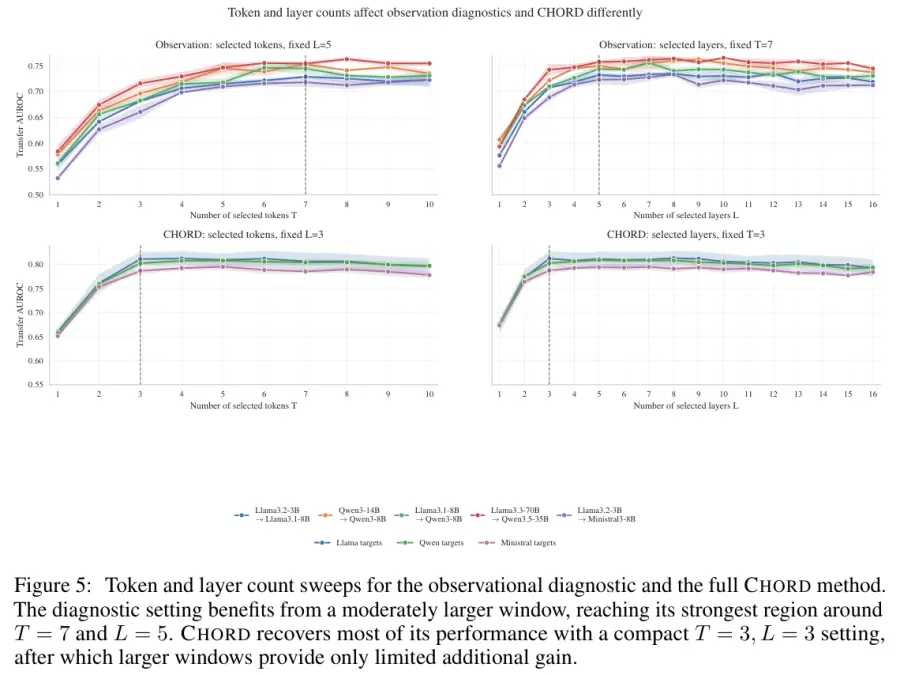 Token and layer counts affect observation diagnostics and CHORD differently
Observation: selected tokens, fixed L=5
Transfer AUROC
0.75
0.70
0.65
0.60
0.55
0.50
1 2 3 4 5 6 7 8 9 10
Number of selected tokens T
Observation: selected layers, fixed T=7
1 2 3 4 5 6 7 8 9 10 11 12 13 14 15 16
Number of selected layers L
CHORD: selected tokens, fixed L=3
Transfer AUROC
0.80
0.75
0.70
0.65
0.60
0.55
1 2 3 4 5 6 7 8 9 10
Number of selected tokens T
CHORD: selected layers, fixed T=3
1 2 3 4 5 6 7 8 9 10 11 12 13 14 15 16
Number of selected layers L
Llama3.2-3B
→ Llama3.1-8B
Qwen3-14B
→ Qwen3-8B
Llama3.1-8B
→ Qwen3-8B
Llama3.3-70B
→ Qwen3.5-35B
Llama3.2-3B
→ Ministral3-8B
Llama targets
Qwen targets
Ministral targets
Figure 5: Token and layer count sweeps for the observational diagnostic and the full CHORD method.
The diagnostic setting benefits from a moderately larger window, reaching its strongest region around
T = 7 and L = 5. CHORD recovers most of its performance with a compact T = 3, L = 3 setting,
after which larger windows provide only limited additional gain.